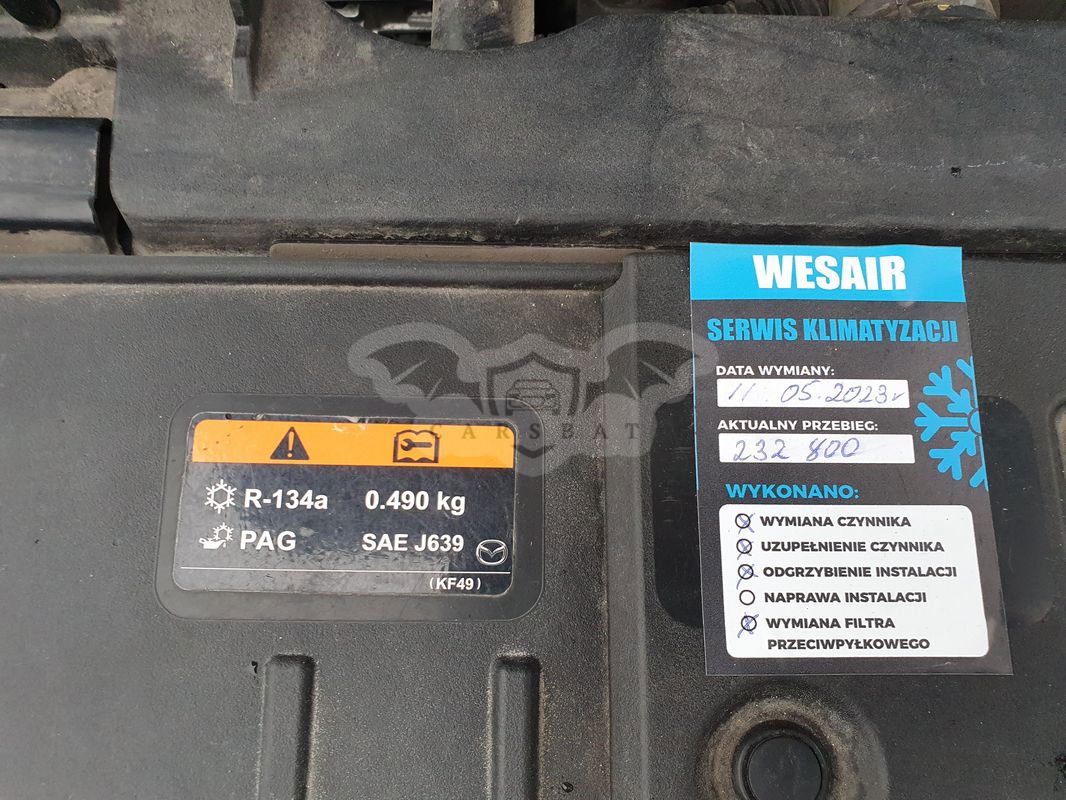 WESAIR
SERWIS KLIMATYZACJI
DATA WYMIANY:
11. 05. 2023r
AKTUALNY PRZEBIEG:
232 800
WYKONANO:
WYMIANA CZYNNIKA
UZUPEŁNIENIE CZYNNIKA
ODGRZYBIENIE INSTALACJI
NAPRAWA INSTALACJI
WYMIANA FILTRA
PRZECIWPYŁKOWEGO
CARSBAT
R-134a 0.490 kg
PAG SAE J639
(KF49)